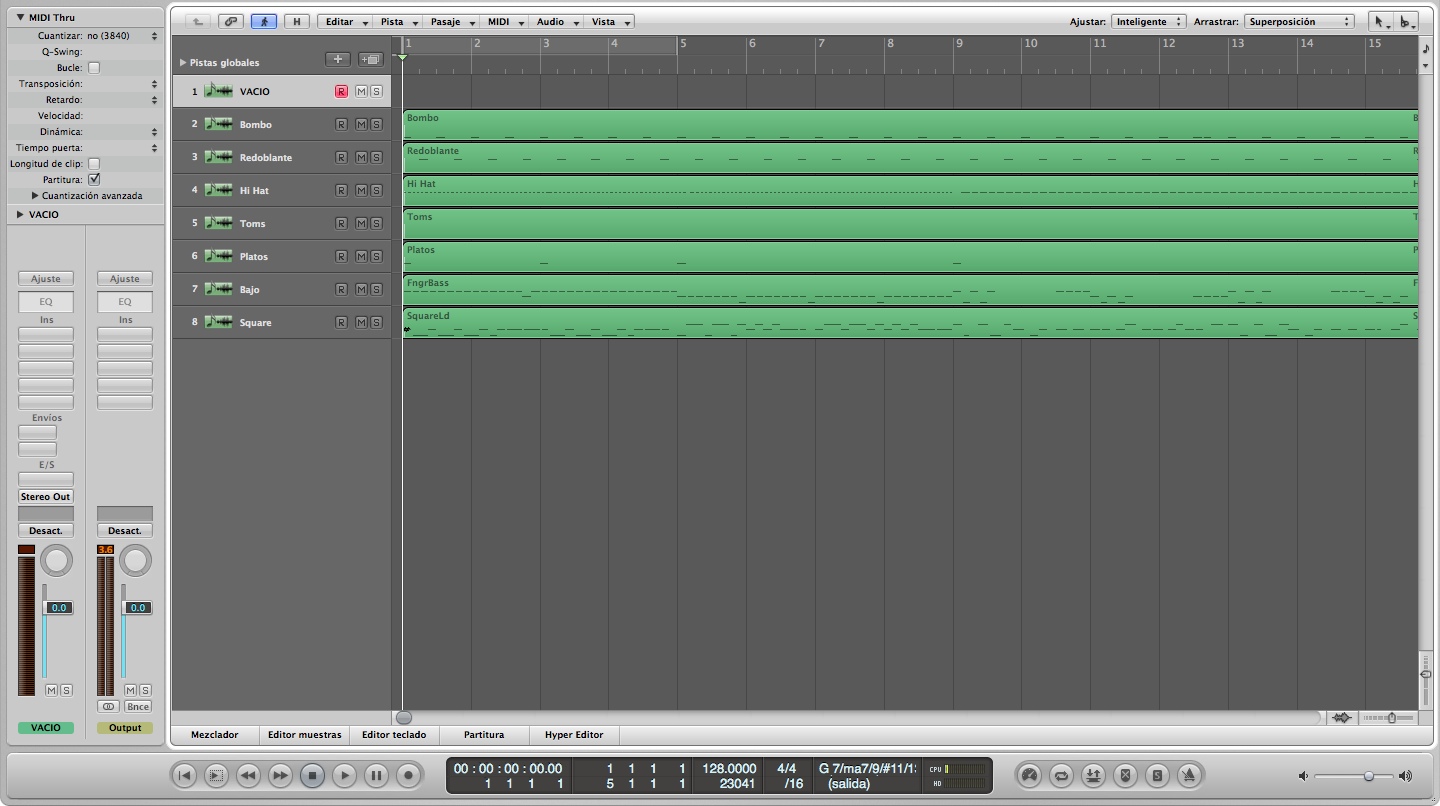 MIDI Thru
Cuantizar: no (3840)
Q-Swing:
Bucle:
Transposición:
Retardo:
Velocidad:
Dinámica:
Tiempo puerta:
Longitud de clip:
Partitura:
Cuantización avanzada
VACIO
Ajuste Ajuste
EQ EQ
Ins Ins
Envíos
E/S
Stereo Out
Desact. Desact.
3.6
0.0 0.0
M S M S
Bnce
VACIO Output
H Editar Pista Pasaje MIDI Audio Vista Ajustar: Inteligente Arrastrar: Superposición
Pistas globales
1 2 3 4 5 6 7 8 9 10 11 12 13 14 15
1 VACIO R M S
2 Bombo R M S Bombo B
3 Redoblante R M S Redoblante R
4 Hi Hat R M S Hi Hat H
5 Toms R M S Toms T
6 Platos R M S Platos P
7 Bajo R M S FngrBass F
8 Square R M S SquareLd S
Mezclador Editor muestras Editor teclado Partitura Hyper Editor
00 : 00 : 00 : 00.00 1 1 1 1 128.0000 4/4 G 7/ma7/9/#11/1 CPU
1 1 1 1 5 1 1 1 23041 /16 (salida) HD
S